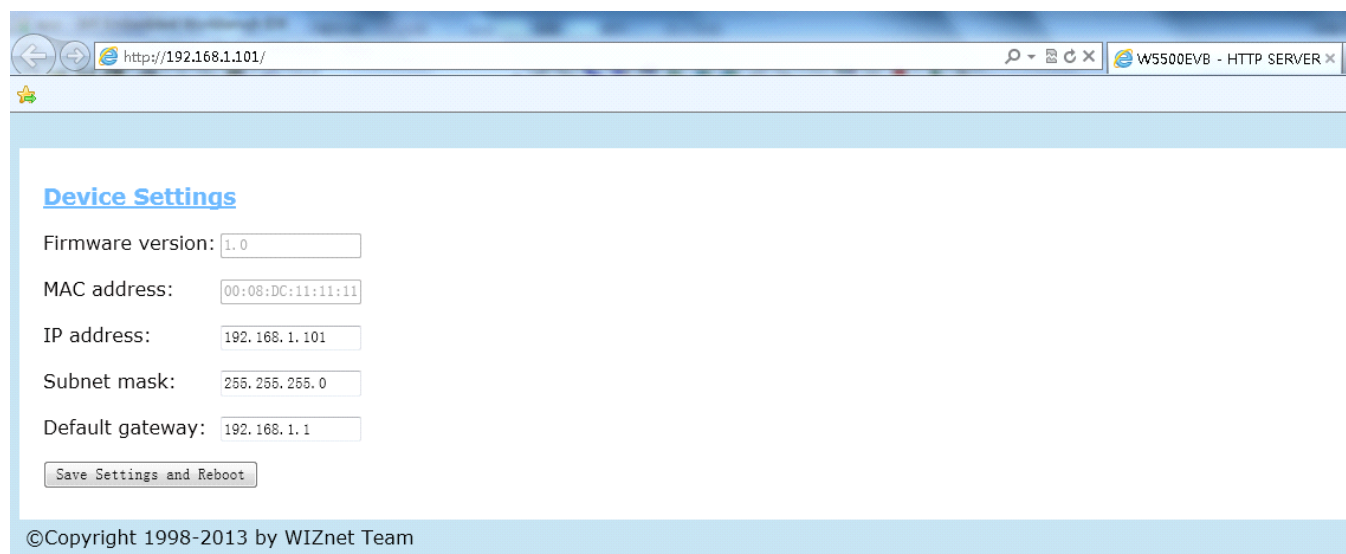 http://192.168.1.101/
W5500EVB - HTTP SERVER
Device Settings
Firmware version: 1.0
MAC address: 00:08:DC:11:11:11
IP address: 192.168.1.101
Subnet mask: 255.255.255.0
Default gateway: 192.168.1.1
Save Settings and Reboot
©Copyright 1998-2013 by WIZnet Team